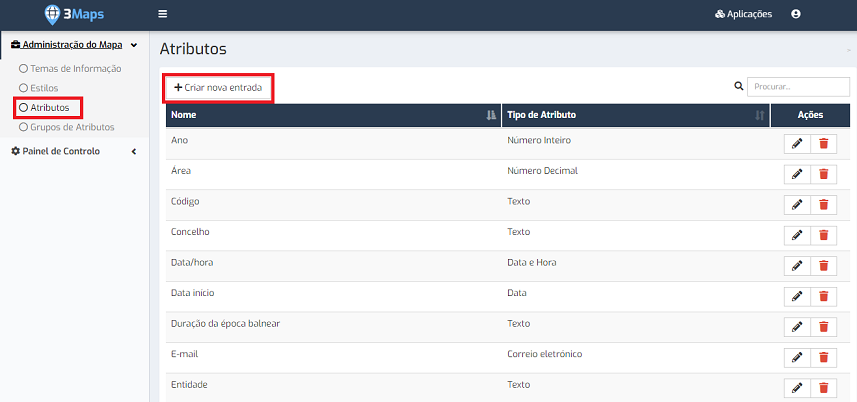 3Maps
Aplicações
Administração do Mapa
Temas de Informação
Estilos
Atributos
Grupos de Atributos
Painel de Controlo
Atributos
Criar nova entrada
Procurar...
Nome Tipo de Atributo Ações
Ano Número Inteiro
Área Número Decimal
Código Texto
Concelho Texto
Data/hora Data e Hora
Data início Data
Duração da época balnear Texto
E-mail Correio eletrónico
Entidade Texto